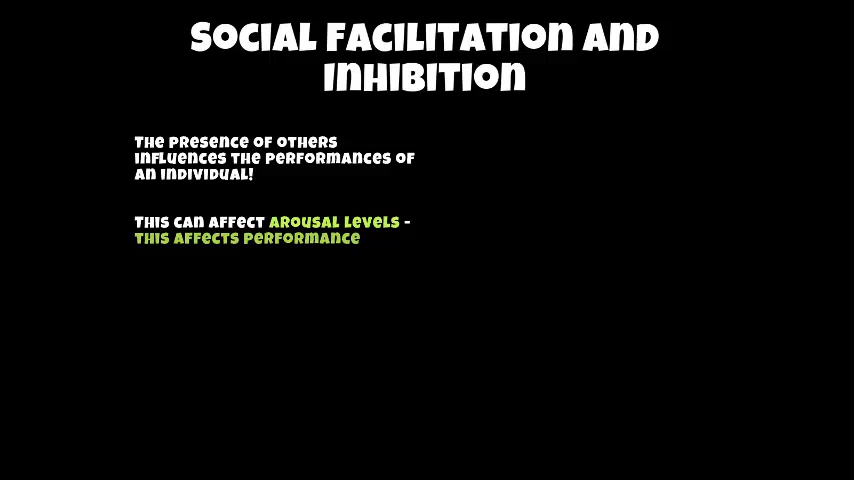 Social Facilitation and
Inhibition
The presence of others
influences the performances of
an individual!
This can affect arousal levels -
this affects performance